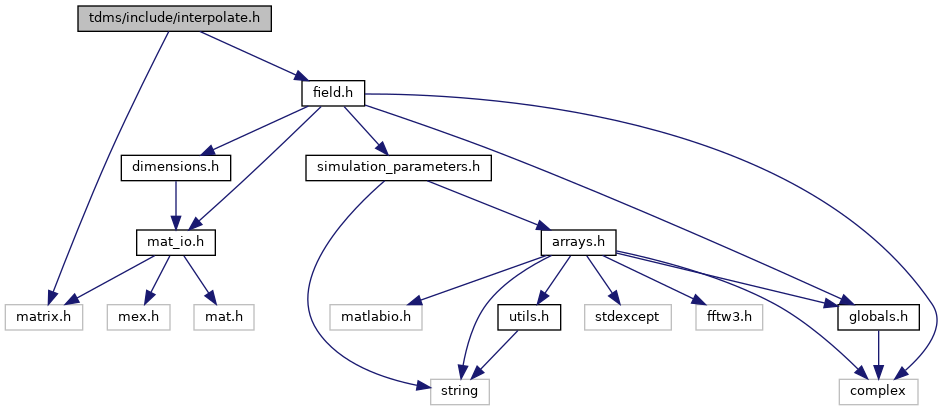 tdms/include/interpolate.h
field.h
dimensions.h
simulation_parameters.h
mat_io.h
arrays.h
matrix.h
mex.h
mat.h
matlabio.h
utils.h
stdexcept
fftw3.h
globals.h
string
complex